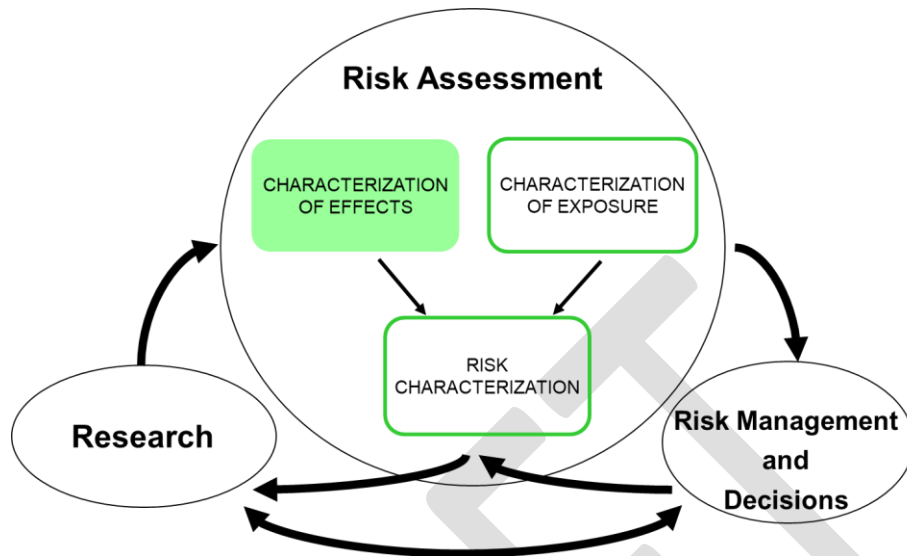 Risk Assessment
CHARACTERIZATION
OF EFFECTS
CHARACTERIZATION
OF EXPOSURE
RISK
CHARACTERIZATION
Research
Risk Management
and
Decisions